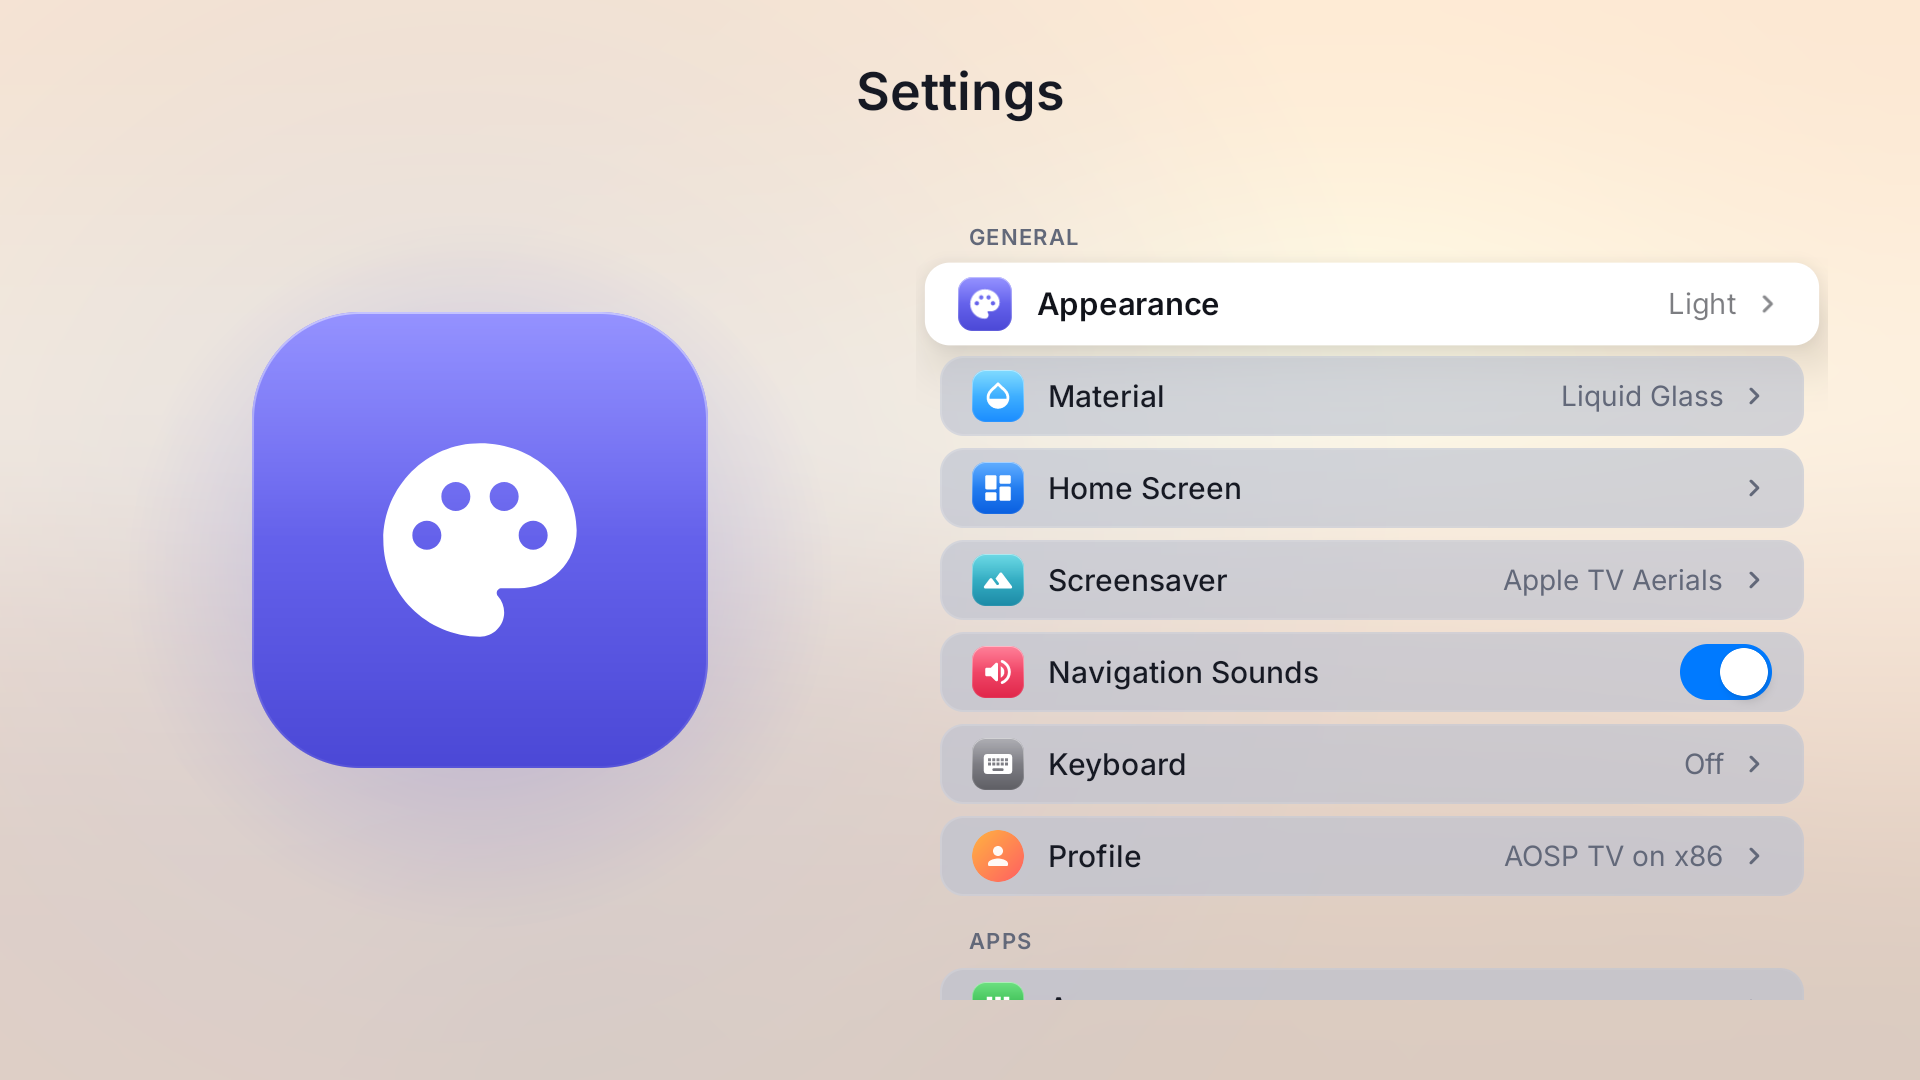 Settings
GENERAL
Appearance Light
Material Liquid Glass
Home Screen
Screensaver Apple TV Aerials
Navigation Sounds
Keyboard Off
Profile AOSP TV on x86
APPS